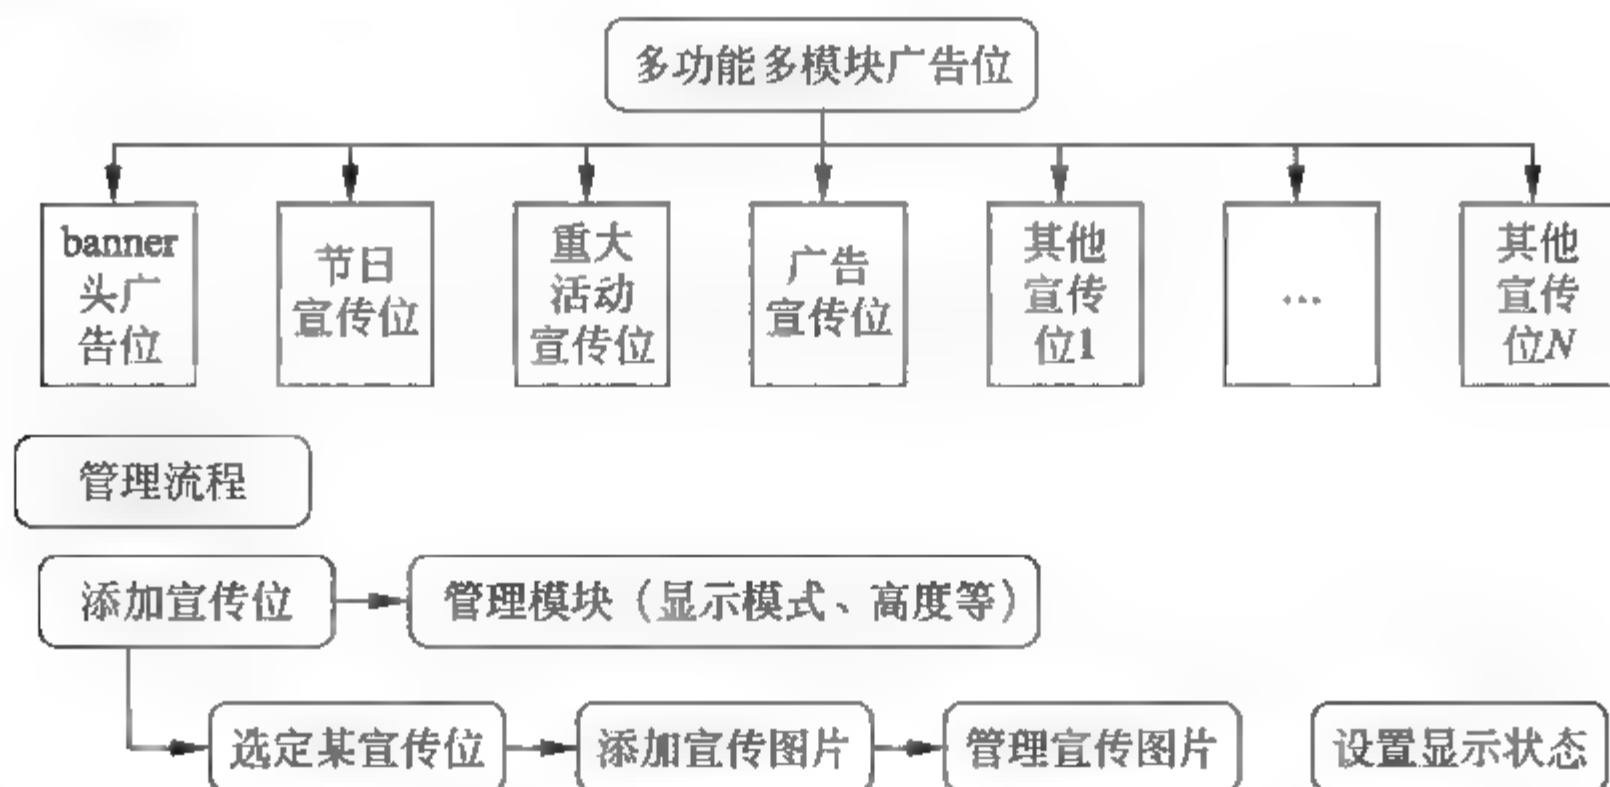 多功能多模块广告位
banner
头广
告位
节日
宣传位
重大
活动
宣传位
广告
宣传位
其他
宣传
位1
…
其他
宣传
位N
管理流程
添加宣传位
管理模块（显示模式、高度等）
选定某宣传位
添加宣传图片
管理宣传图片
设置显示状态